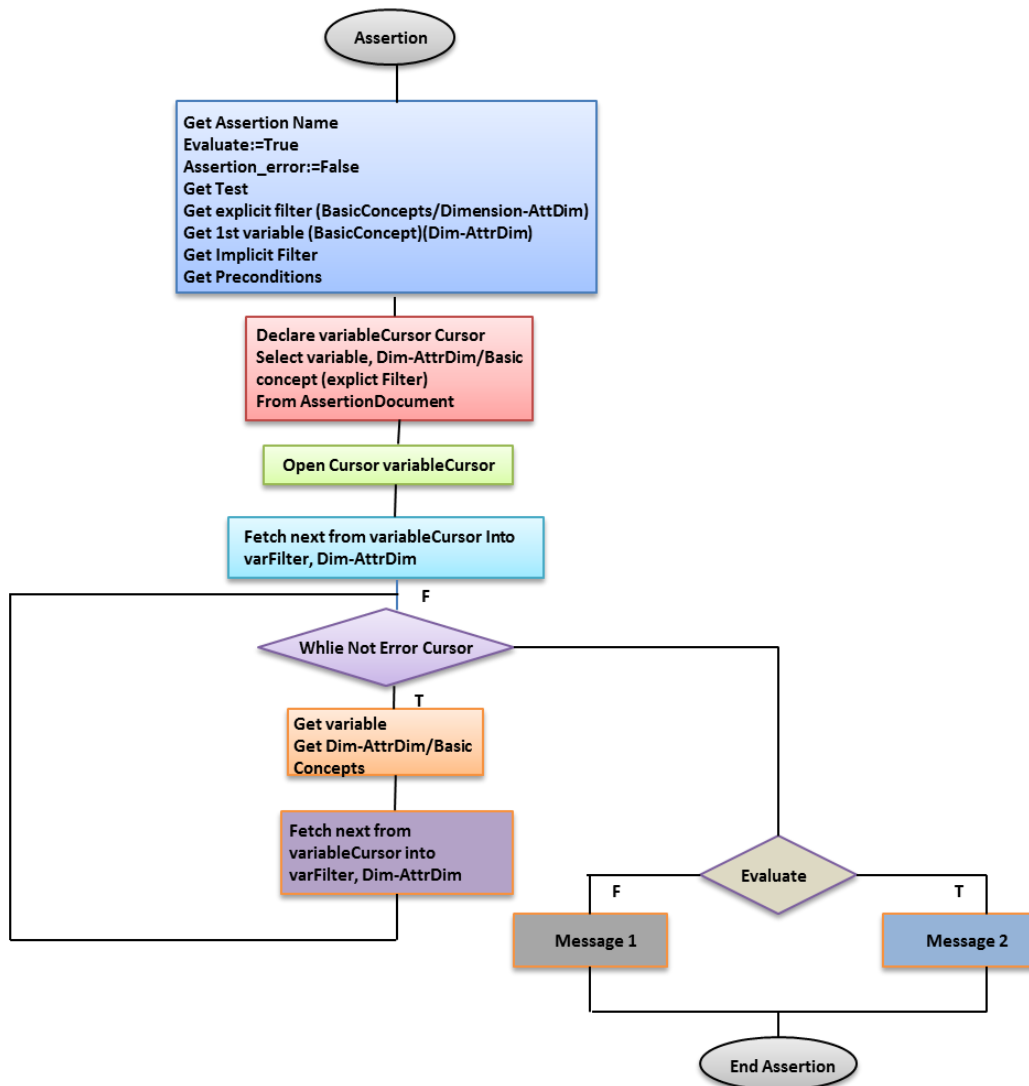 Assertion
Get Assertion Name
Evaluate:=True
Assertion_error:=False
Get Test
Get explicit filter (BasicConcepts/Dimension-AttDim)
Get 1st variable (BasicConcept)(Dim-AttrDim)
Get Implicit Filter
Get Preconditions
Declare variableCursor Cursor
Select variable, Dim-AttrDim/Basic
concept (explict Filter)
From AssertionDocument
Open Cursor variableCursor
Fetch next from variableCursor Into
varFilter, Dim-AttrDim
F
Whlie Not Error Cursor
T
Get variable
Get Dim-AttrDim/Basic
Concepts
Fetch next from
variableCursor into
varFilter, Dim-AttrDim
Evaluate
F
T
Message 1
Message 2
End Assertion